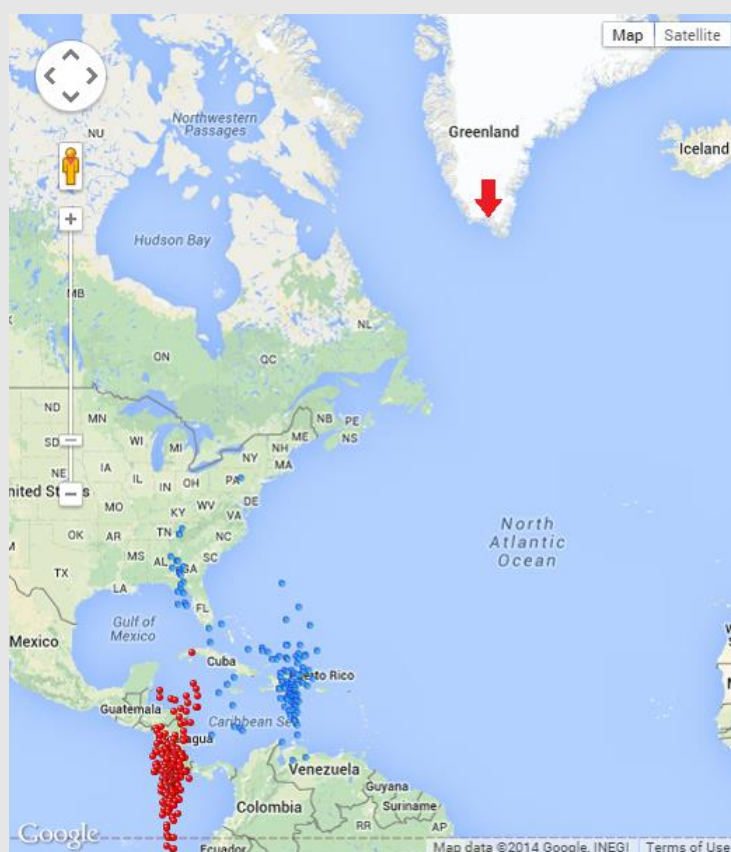 Map
Satellite
Northwestern
Passages
NU
Greenland
Iceland
Hudson Bay
MB
NL
ON
QC
ND
MN
NB
PE
SD
WI
MI
ME
NS
NH
NY
MA
NE
IA
PA
IL
IN
OH
nited St
s
MO
WV
DE
KY
VA
OK
AR
TN
NC
North
Atlantic
Ocean
MS
AL
GA
SC
TX
LA
FL
Gulf of
Mexico
Mexico
Cuba
Guatemala
Caribbean Se
Venezuela
Guyana
Colombia
Suriname
RR
AP
Google
Ecuador
Map data ©2014 Google, INEGI
Terms of Use